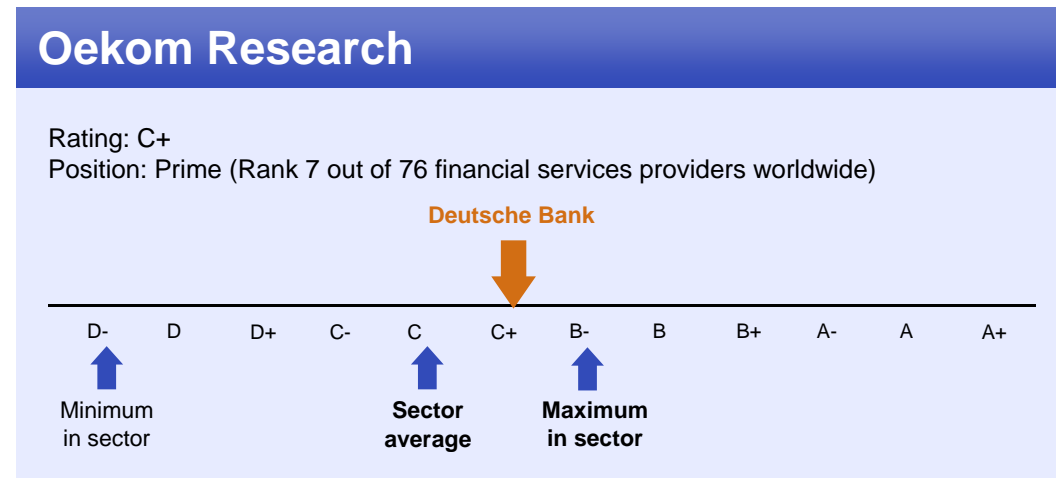 Oekom Research
Rating: C+
Position: Prime (Rank 7 out of 76 financial services providers worldwide)
Deutsche Bank
D- D D+ C- C C+ B- B B+ A- A A+
Minimum Sector Maximum
in sector average in sector